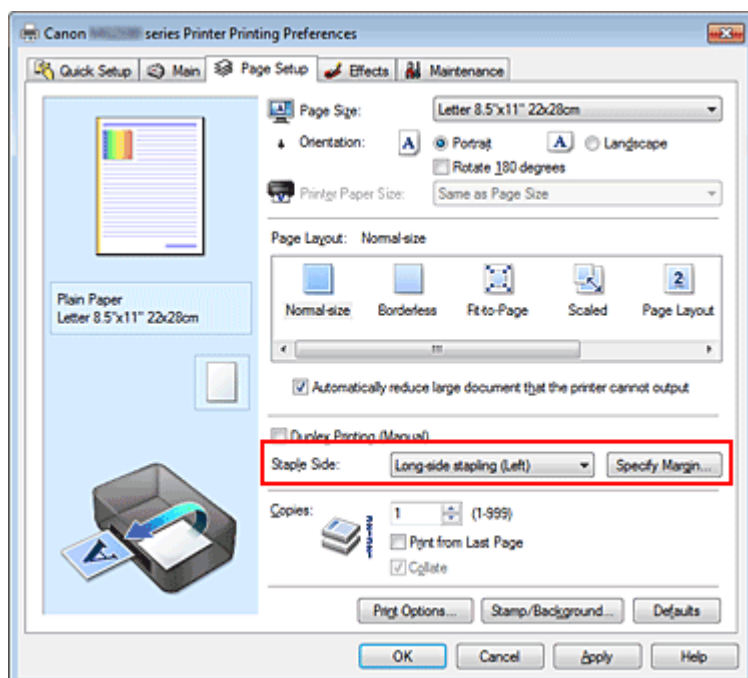 Canon series Printer Printing Preferences
Quick Setup Main Page Setup Effects Maintenance
Page Size: Letter 8.5"x11" 22x28cm
Orientation: A Portrait A Landscape
Rotate 180 degrees
Printer Paper Size: Same as Page Size
Page Layout: Normal-size
2
Normal-size Borderless Fit-to-Page Scaled Page Layout
Plain Paper
Letter 8.5"x11" 22x28cm
Automatically reduce large document that the printer cannot output
Duplex Printing (Manual)
Staple Side: Long-side stapling (Left) Specify Margin...
Copies: 1 (1-999)
Print from Last Page
Collate
A
Print Options... Stamp/Background... Defaults
OK Cancel Apply Help